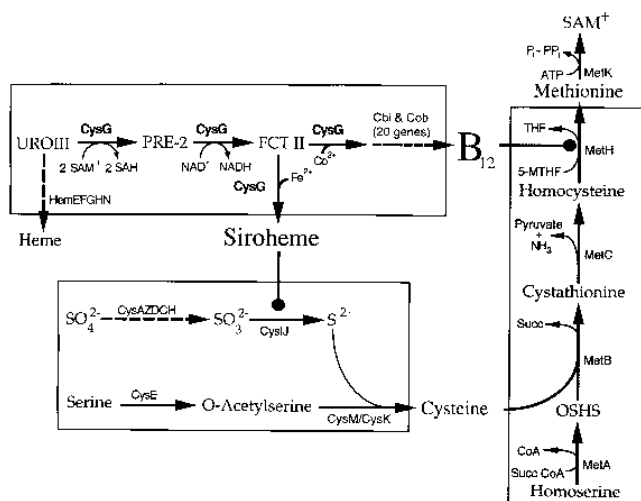 SAM+
Pi - PPi
ATP
MetK
Methionine
CysG CysG CysG Cbi & Cob
(20 genes)
UROIII PRE-2 FCT II B12
2 SAM+ 2 SAH NAD+ NADH Co2+
CysG Fe2+
HemEFGHN
Heme Siroheme
THF
MetH
5-MTHF
Homocysteine
Pyruvate
+
NH3
MetC
Cystathionine
SO42- CysAZDCH SO32- CysIJ S2-
Succ
MetB
Serine CysE O-Acetylserine CysM/CysK Cysteine OSHS
CoA
MetA
Succ CoA
Homoserine